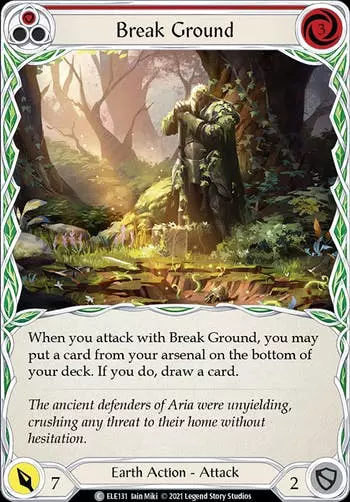 Break Ground
3
When you attack with Break Ground, you may
put a card from your arsenal on the bottom of
your deck. If you do, draw a card.
The ancient defenders of Aria were unyielding,
crushing any threat to their home without
hesitation.
7
Earth Action - Attack
2
C ELE131 Iain Miki © 2021 Legend Story Studios